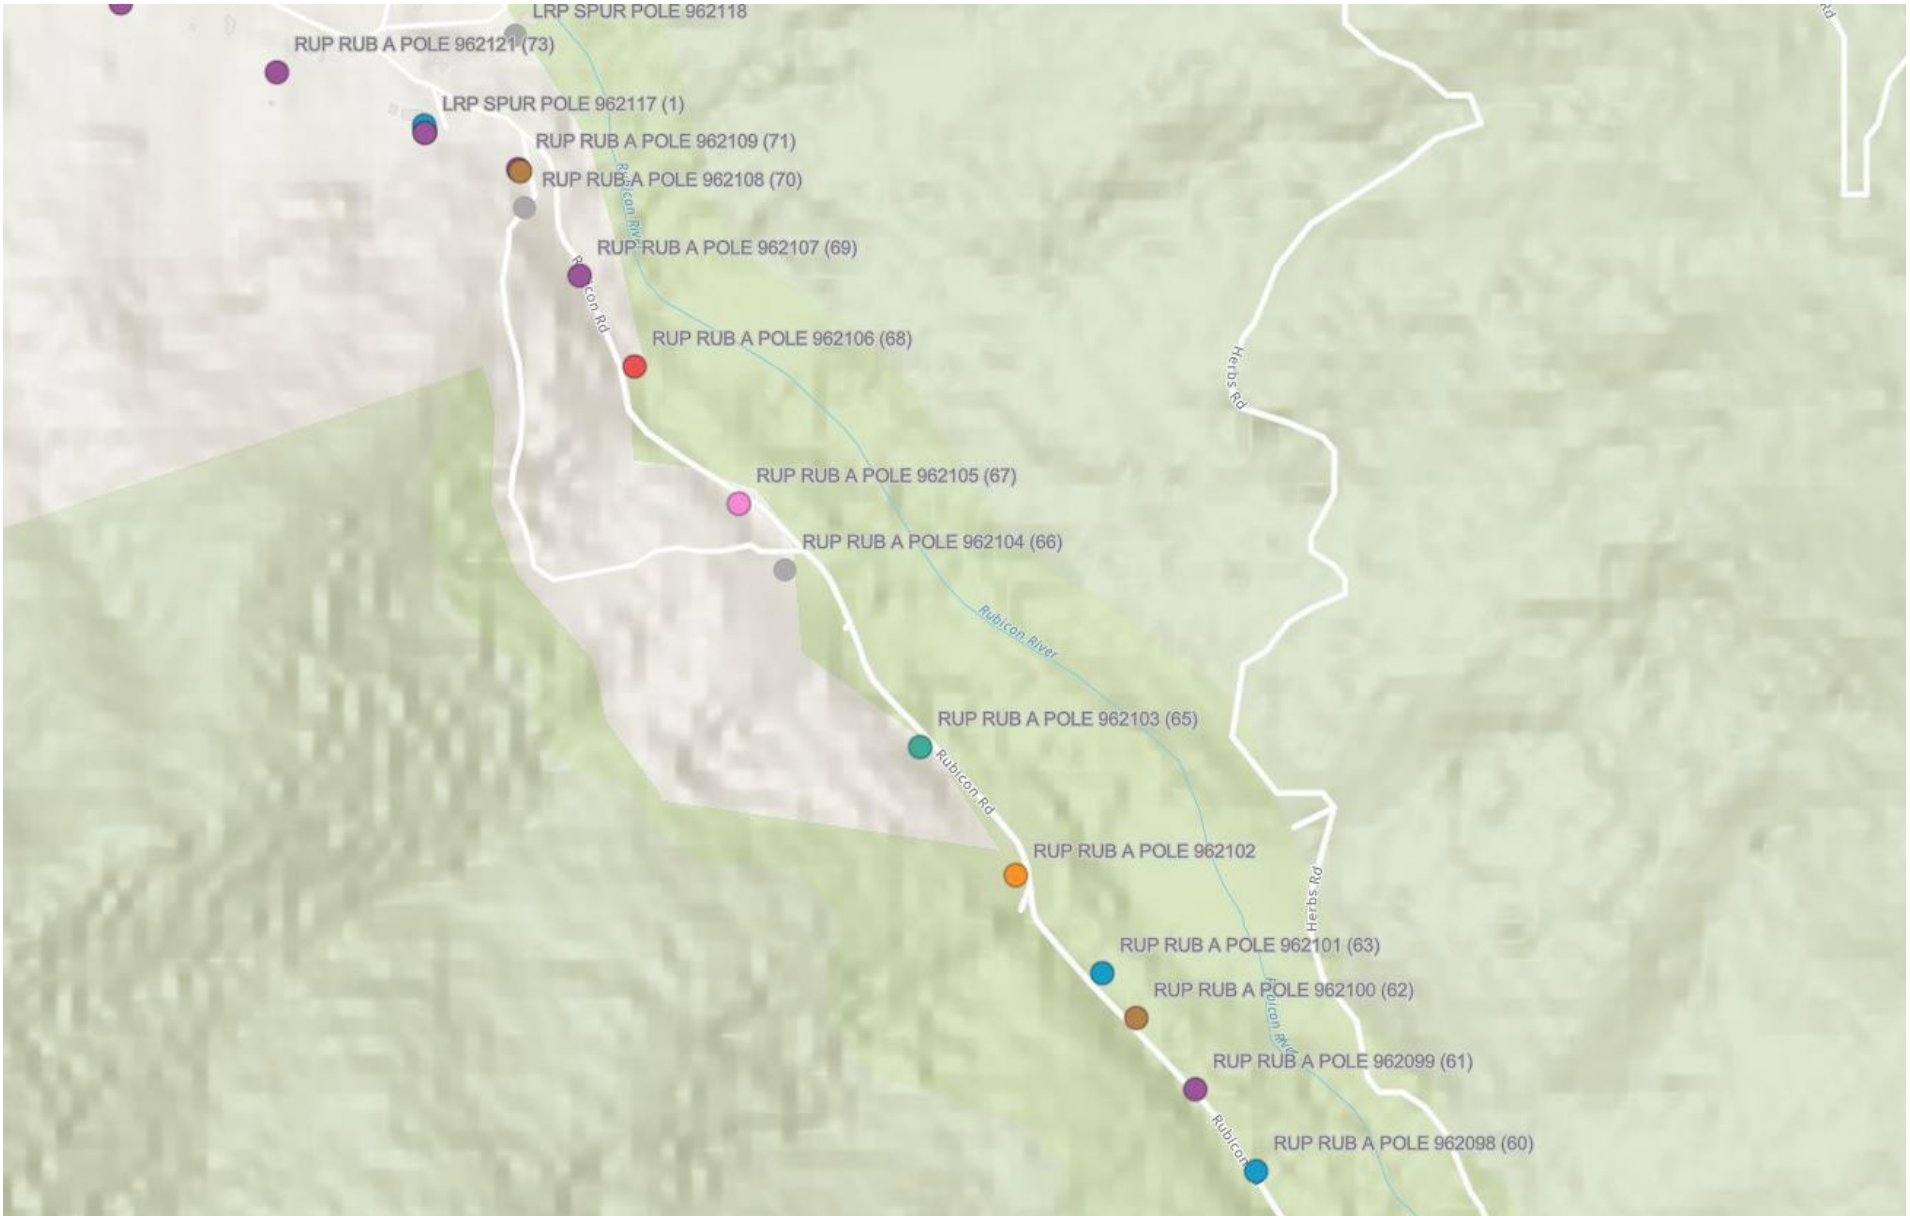 LRP SPUR POLE 962118
Rd
RUP RUB A POLE 962121 (73)
LRP SPUR POLE 962117 (1)
RUP RUB A POLE 962109 (71)
RUP RUB A POLE 962108 (70)
Rubicon River
RUP RUB A POLE 962107 (69)
Rubicon Rd
RUP RUB A POLE 962106 (68)
Herbs Rd
RUP RUB A POLE 962105 (67)
RUP RUB A POLE 962104 (66)
Rubicon River
RUP RUB A POLE 962103 (65)
Rubicon Rd
RUP RUB A POLE 962102
Herbs Rd
RUP RUB A POLE 962101 (63)
RUP RUB A POLE 962100 (62)
Rubicon River
RUP RUB A POLE 962099 (61)
Rubicon
RUP RUB A POLE 962098 (60)